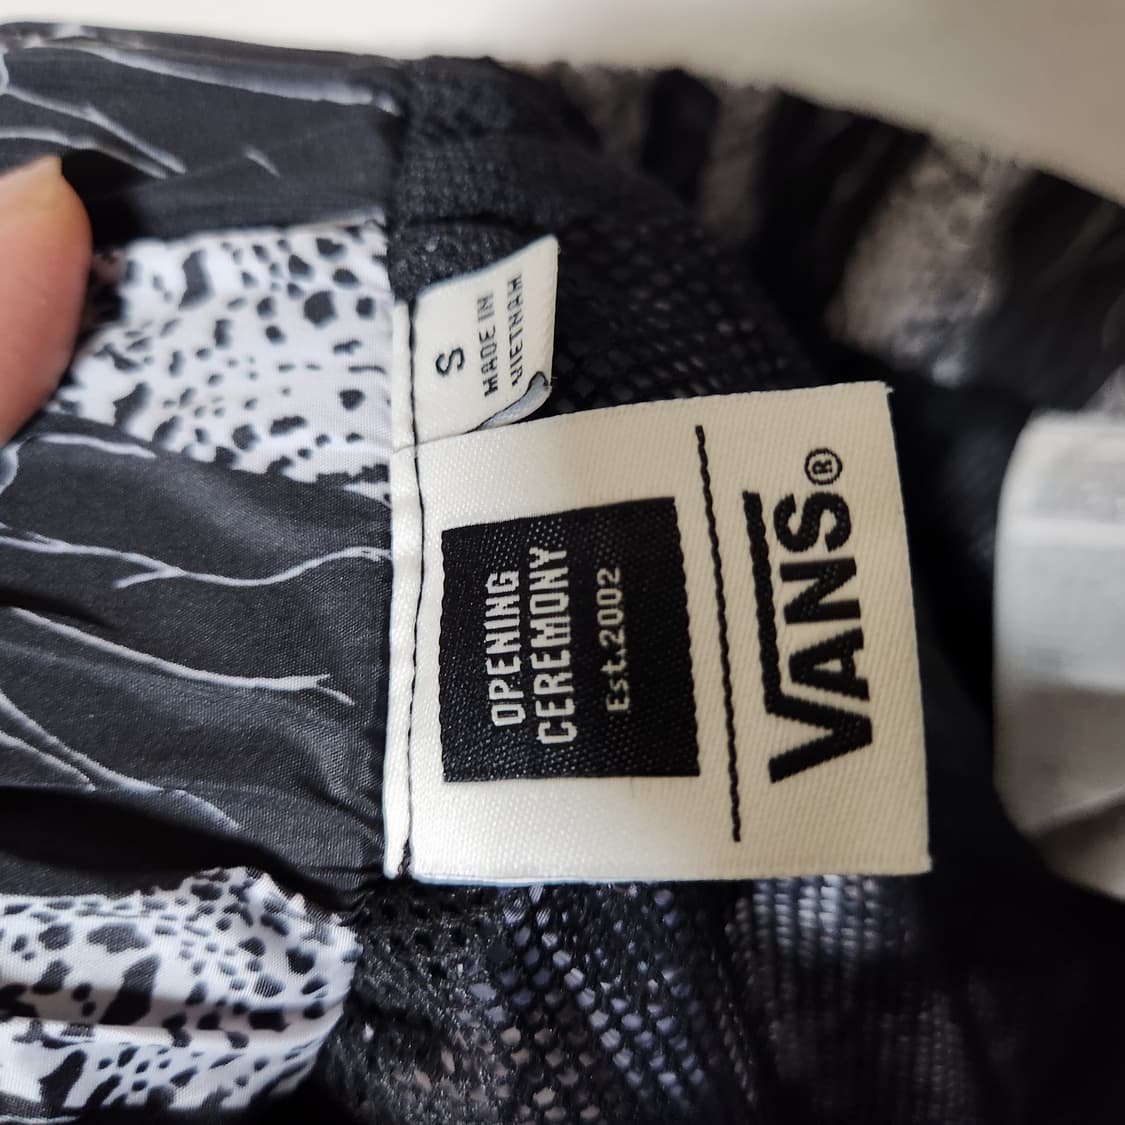 S
MADE IN
VIETNAM
OPENING
CEREMONY
Est.2002
VANS®